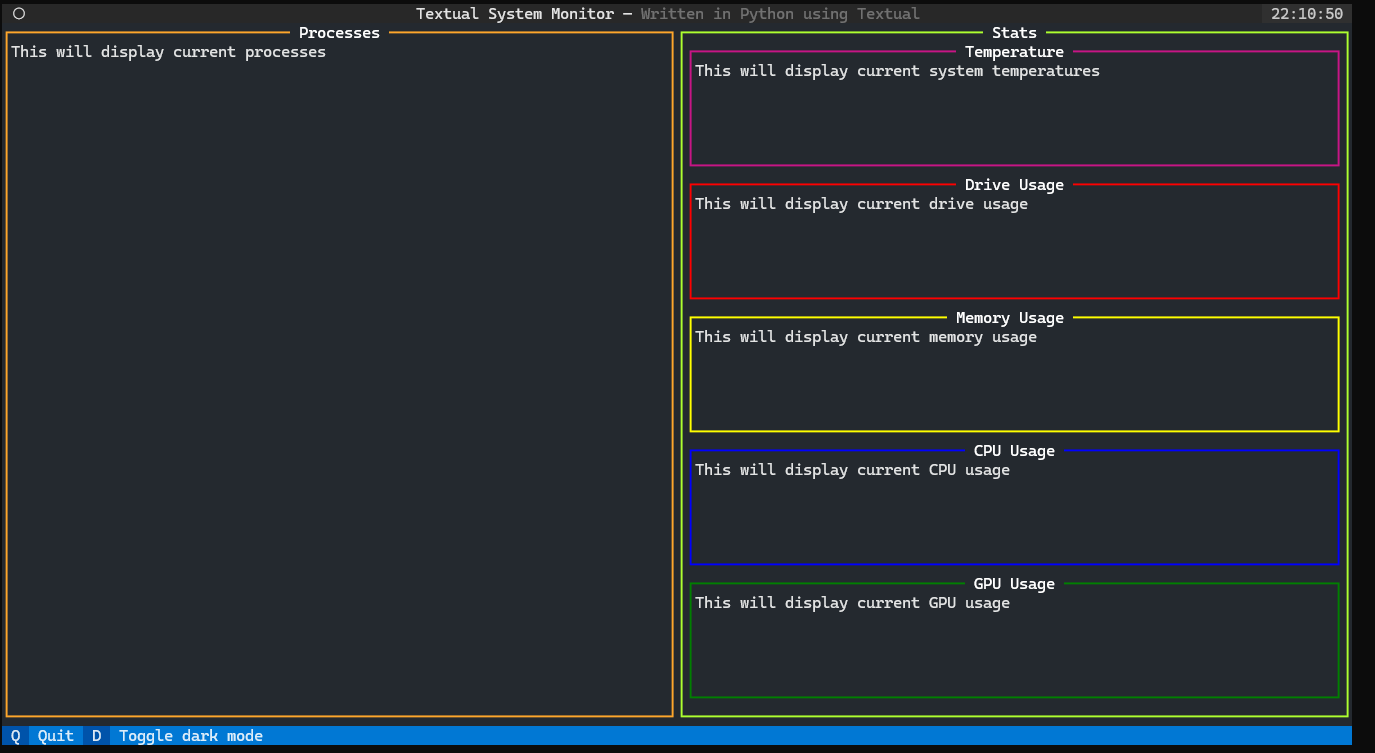 Textual System Monitor — Written in Python using Textual 22:10:50
Processes
This will display current processes
Stats
Temperature
This will display current system temperatures
Drive Usage
This will display current drive usage
Memory Usage
This will display current memory usage
CPU Usage
This will display current CPU usage
GPU Usage
This will display current GPU usage
Q Quit D Toggle dark mode